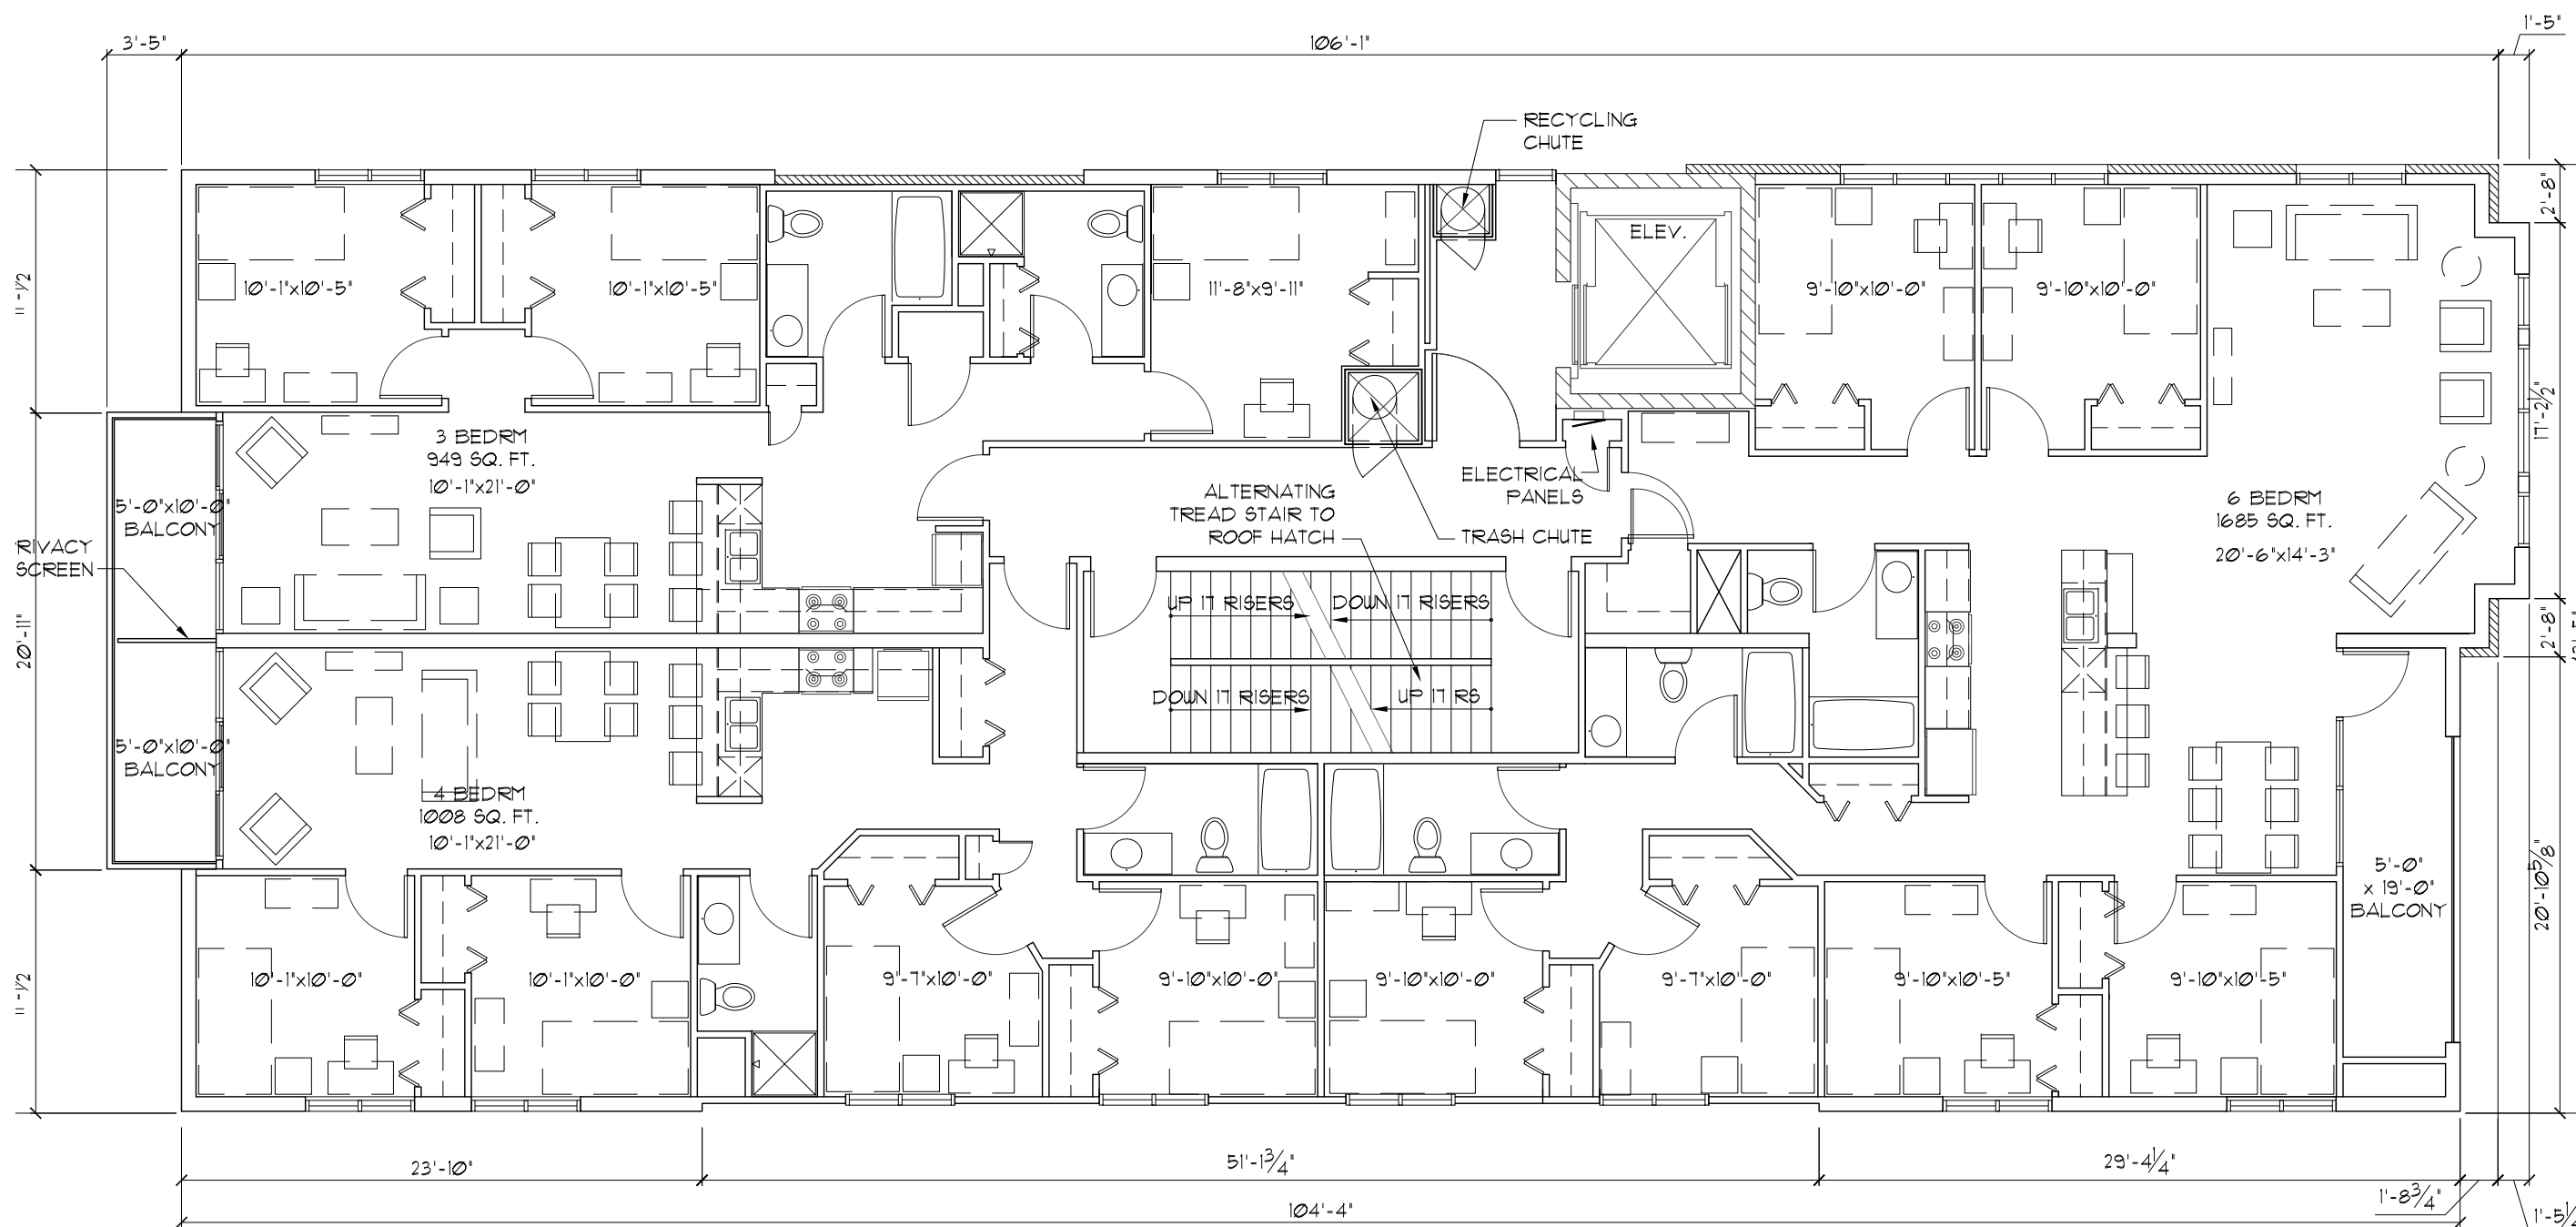 3'-5"
106'-1"
1'-5"
RECYCLING
CHUTE
ELEV.
2'-8"
11'-1/2
10'-1"x10'-5"
10'-1"x10'-5"
11'-8"x9'-11"
9'-10"x10'-0"
9'-10"x10'-0"
17'-2 1/2"
3 BEDRM
949 SQ. FT.
10'-1"x21'-0"
5'-0"x10'-0"
BALCONY
ELECTRICAL
PANELS
ALTERNATING
TREAD STAIR TO
ROOF HATCH
TRASH CHUTE
6 BEDRM
1685 SQ. FT.
20'-6"x14'-3"
RIVACY
SCREEN
20'-11"
UP 17 RISERS
DOWN 17 RISERS
2'-8"
DOWN 17 RISERS
UP 17 RS
5'-0"x10'-0"
BALCONY
4 BEDRM
1008 SQ. FT.
10'-1"x21'-0"
5'-0"
x 19'-0"
BALCONY
20'-10 5/8"
11'-1/2
10'-1"x10'-0"
10'-1"x10'-0"
9'-7"x10'-0"
9'-10"x10'-0"
9'-10"x10'-0"
9'-7"x10'-0"
9'-10"x10'-5"
9'-10"x10'-5"
23'-10"
51'-1 3/4"
29'-4 1/4"
1'-8 3/4"
104'-4"